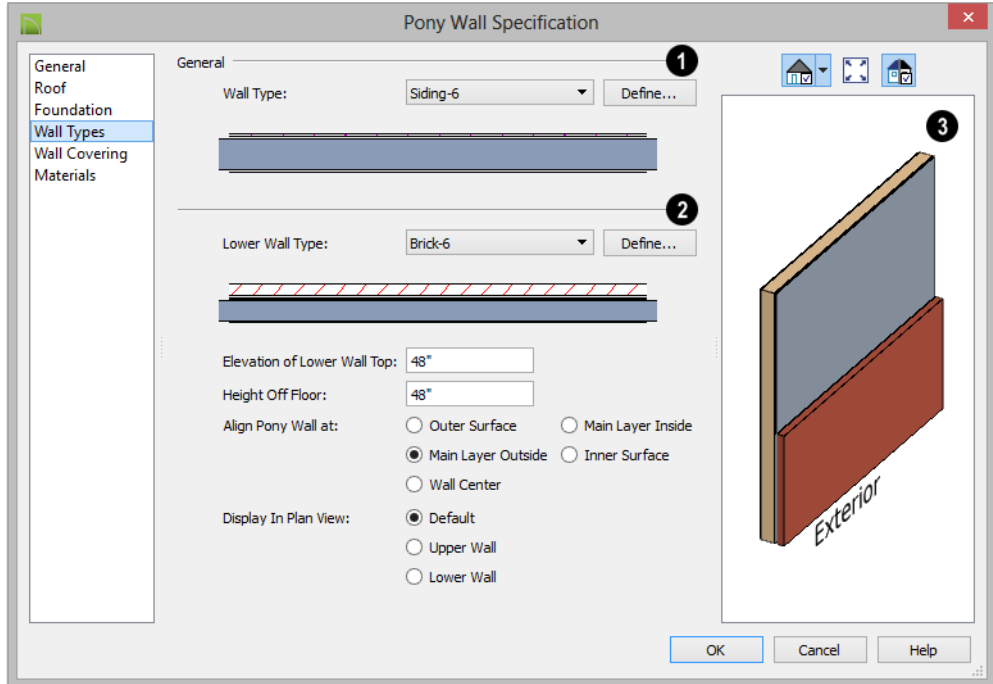 Pony Wall Specification
General
Roof
Foundation
Wall Types
Wall Covering
Materials
General
1
Wall Type:
Siding-6
Define...
2
Lower Wall Type:
Brick-6
Define...
Elevation of Lower Wall Top:
48"
Height Off Floor:
48"
Align Pony Wall at:
Outer Surface
Main Layer Inside
Main Layer Outside
Inner Surface
Wall Center
Display In Plan View:
Default
Upper Wall
Lower Wall
3
Exterior
OK
Cancel
Help